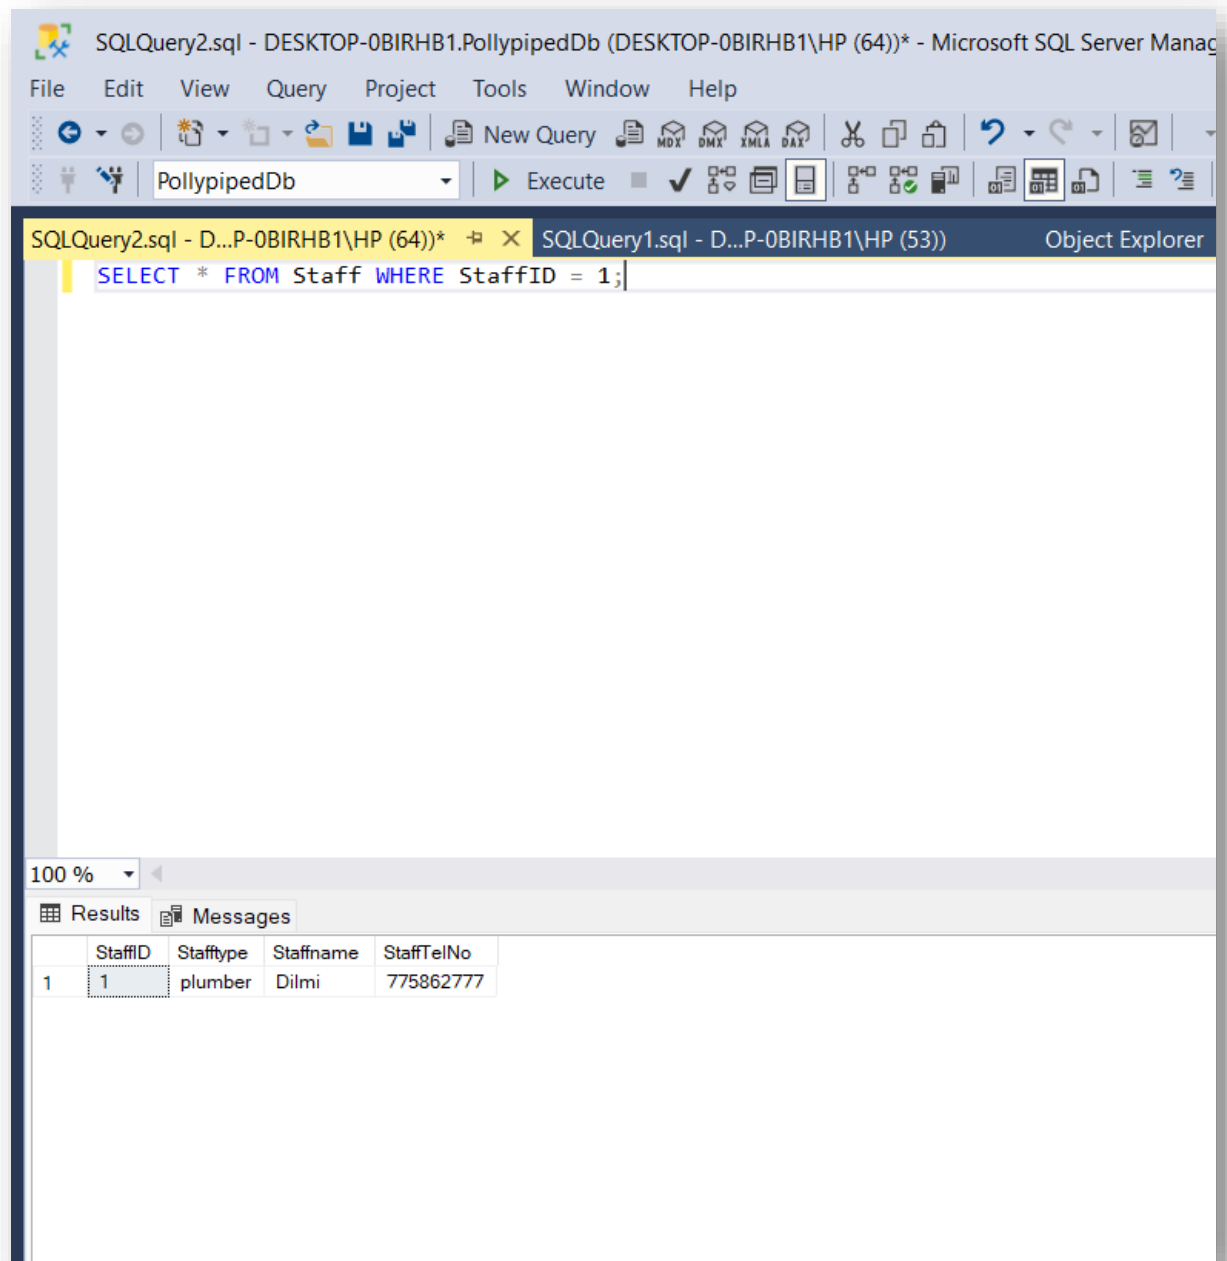 SQLQuery2.sql - DESKTOP-0BIRHB1.PollypipedDb (DESKTOP-0BIRHB1\HP (64))* - Microsoft SQL Server Manag
File Edit View Query Project Tools Window Help
New Query MDX DMX XMLA DAX
PollypipedDb Execute
SQLQuery2.sql - D...P-0BIRHB1\HP (64))* SQLQuery1.sql - D...P-0BIRHB1\HP (53)) Object Explorer
SELECT * FROM Staff WHERE StaffID = 1;
100 %
Results Messages
StaffID Stafftype Staffname StaffTelNo
1 1 plumber Dilmi 775862777